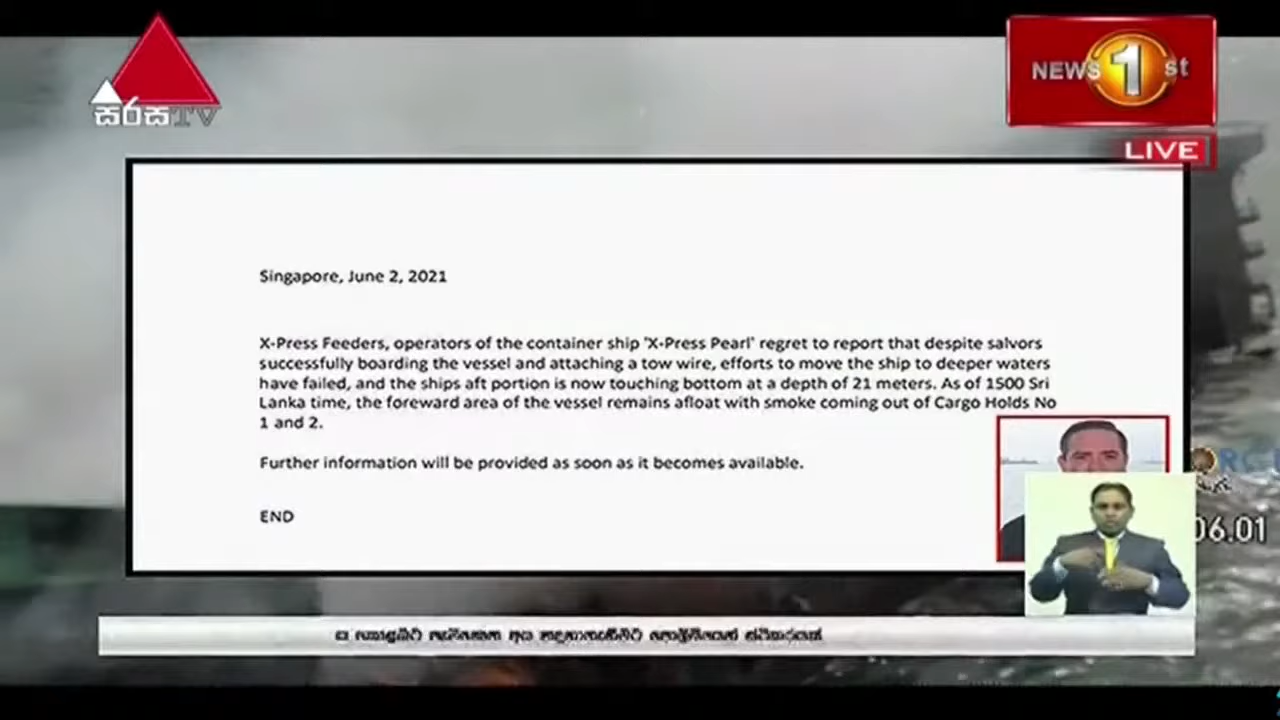 සිරස TV
NEWS 1st
LIVE
Singapore, June 2, 2021
X-Press Feeders, operators of the container ship 'X-Press Pearl' regret to report that despite salvors
successfully boarding the vessel and attaching a tow wire, efforts to move the ship to deeper waters
have failed, and the ships aft portion is now touching bottom at a depth of 21 meters. As of 1500 Sri
Lanka time, the foreward area of the vessel remains afloat with smoke coming out of Cargo Holds No
1 and 2.
Further information will be provided as soon as it becomes available.
END
06.01